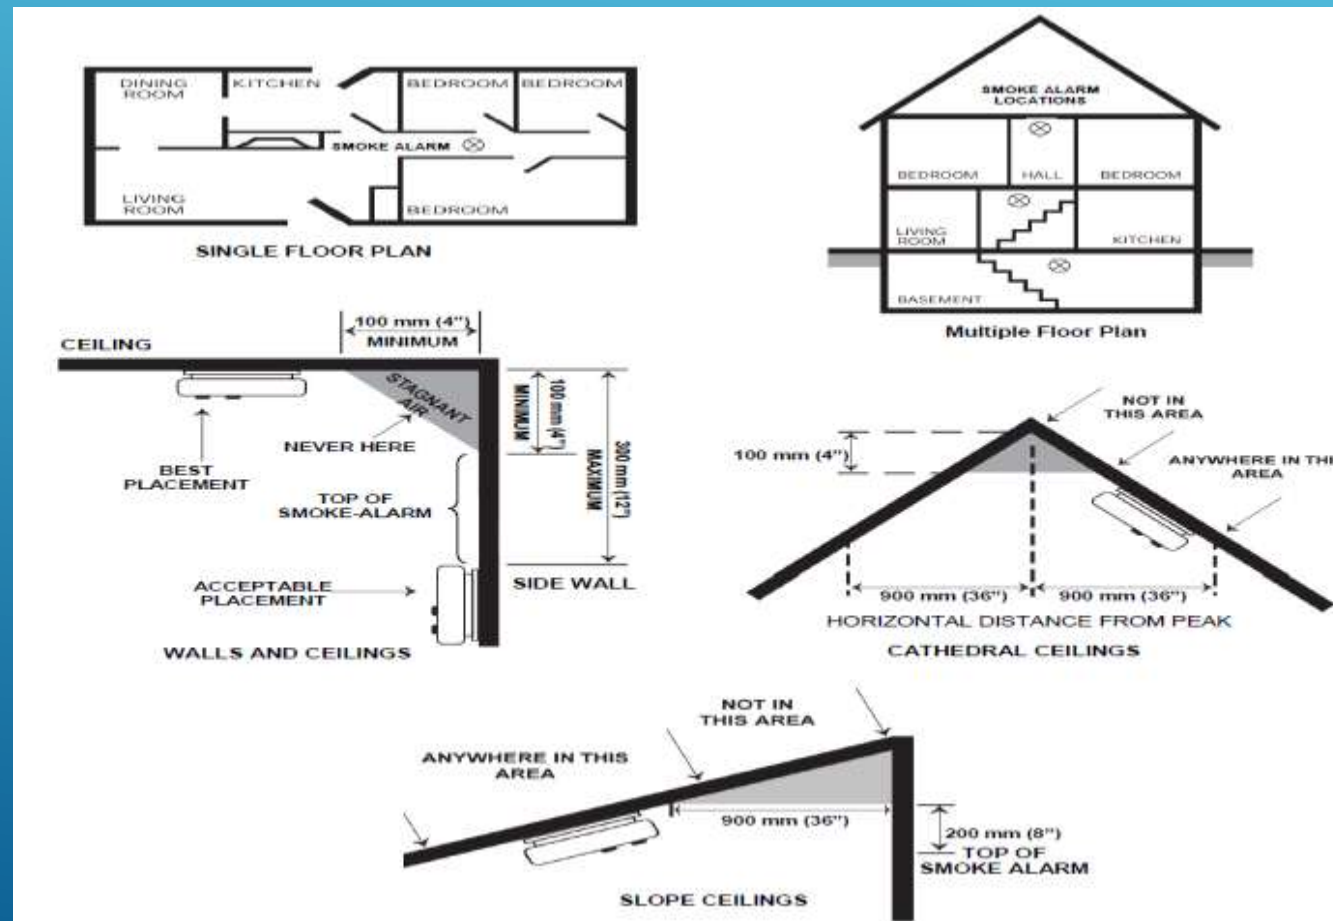 DINING
ROOM
KITCHEN
BEDROOM
BEDROOM
SMOKE ALARM
LIVING
ROOM
BEDROOM
SINGLE FLOOR PLAN
SMOKE ALARM
LOCATIONS
BEDROOM
HALL
BEDROOM
LIVING
ROOM
KITCHEN
BASEMENT
Multiple Floor Plan
CEILING
100 mm (4")
MINIMUM
STAGNANT
AIR
100 mm (4")
MINIMUM
300 mm (12")
MAXIMUM
NEVER HERE
BEST
PLACEMENT
TOP OF
SMOKE-ALARM
ACCEPTABLE
PLACEMENT
SIDE WALL
WALLS AND CEILINGS
NOT IN
THIS AREA
100 mm (4")
ANYWHERE IN THI
AREA
900 mm (36")
900 mm (36")
HORIZONTAL DISTANCE FROM PEAK
CATHEDRAL CEILINGS
NOT IN
THIS AREA
ANYWHERE IN THIS
AREA
900 mm (36")
200 mm (8")
TOP OF
SMOKE ALARM
SLOPE CEILINGS